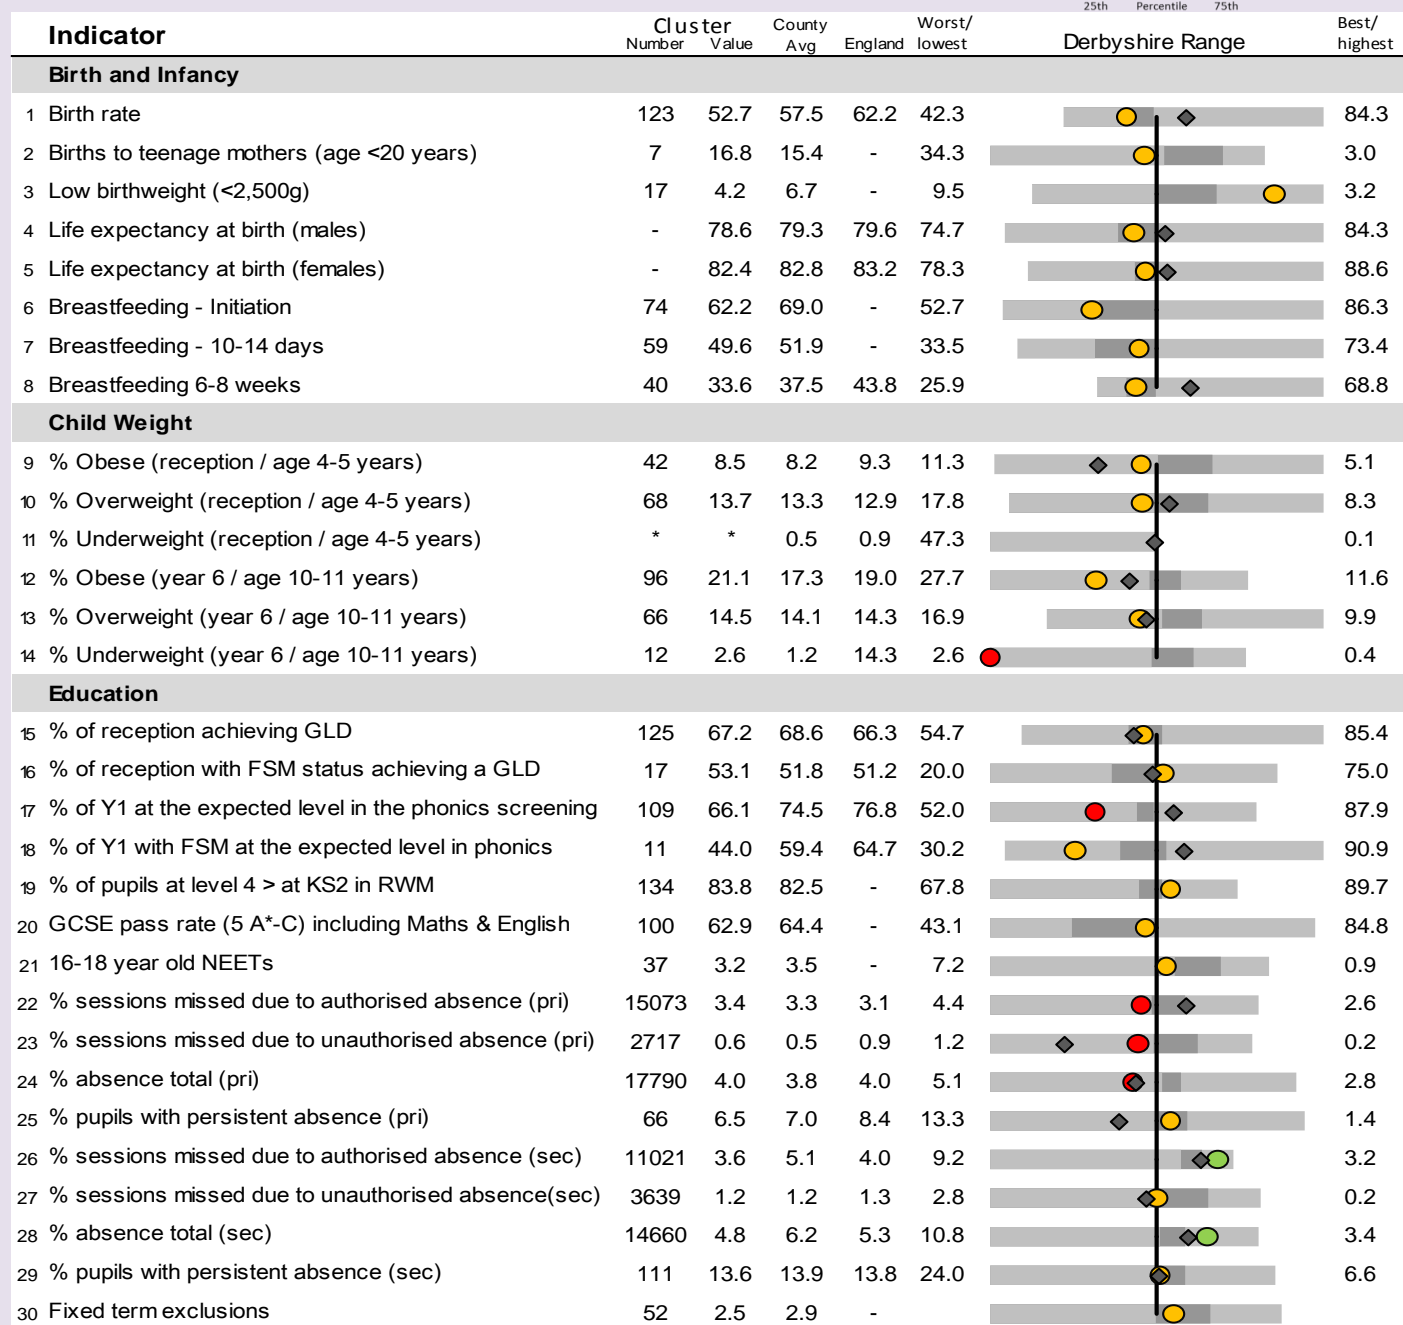 25th Percentile 75th
Indicator Cluster Number Value County Avg England Worst/ lowest Derbyshire Range Best/ highest
Birth and Infancy
1 Birth rate 123 52.7 57.5 62.2 42.3 84.3
2 Births to teenage mothers (age <20 years) 7 16.8 15.4 - 34.3 3.0
3 Low birthweight (<2,500g) 17 4.2 6.7 - 9.5 3.2
4 Life expectancy at birth (males) - 78.6 79.3 79.6 74.7 84.3
5 Life expectancy at birth (females) - 82.4 82.8 83.2 78.3 88.6
6 Breastfeeding - Initiation 74 62.2 69.0 - 52.7 86.3
7 Breastfeeding - 10-14 days 59 49.6 51.9 - 33.5 73.4
8 Breastfeeding 6-8 weeks 40 33.6 37.5 43.8 25.9 68.8
Child Weight
9 % Obese (reception / age 4-5 years) 42 8.5 8.2 9.3 11.3 5.1
10 % Overweight (reception / age 4-5 years) 68 13.7 13.3 12.9 17.8 8.3
11 % Underweight (reception / age 4-5 years) * * 0.5 0.9 47.3 0.1
12 % Obese (year 6 / age 10-11 years) 96 21.1 17.3 19.0 27.7 11.6
13 % Overweight (year 6 / age 10-11 years) 66 14.5 14.1 14.3 16.9 9.9
14 % Underweight (year 6 / age 10-11 years) 12 2.6 1.2 14.3 2.6 0.4
Education
15 % of reception achieving GLD 125 67.2 68.6 66.3 54.7 85.4
16 % of reception with FSM status achieving a GLD 17 53.1 51.8 51.2 20.0 75.0
17 % of Y1 at the expected level in the phonics screening 109 66.1 74.5 76.8 52.0 87.9
18 % of Y1 with FSM at the expected level in phonics 11 44.0 59.4 64.7 30.2 90.9
19 % of pupils at level 4 > at KS2 in RWM 134 83.8 82.5 - 67.8 89.7
20 GCSE pass rate (5 A*-C) including Maths & English 100 62.9 64.4 - 43.1 84.8
21 16-18 year old NEETs 37 3.2 3.5 - 7.2 0.9
22 % sessions missed due to authorised absence (pri) 15073 3.4 3.3 3.1 4.4 2.6
23 % sessions missed due to unauthorised absence (pri) 2717 0.6 0.5 0.9 1.2 0.2
24 % absence total (pri) 17790 4.0 3.8 4.0 5.1 2.8
25 % pupils with persistent absence (pri) 66 6.5 7.0 8.4 13.3 1.4
26 % sessions missed due to authorised absence (sec) 11021 3.6 5.1 4.0 9.2 3.2
27 % sessions missed due to unauthorised absence(sec) 3639 1.2 1.2 1.3 2.8 0.2
28 % absence total (sec) 14660 4.8 6.2 5.3 10.8 3.4
29 % pupils with persistent absence (sec) 111 13.6 13.9 13.8 24.0 6.6
30 Fixed term exclusions 52 2.5 2.9 -